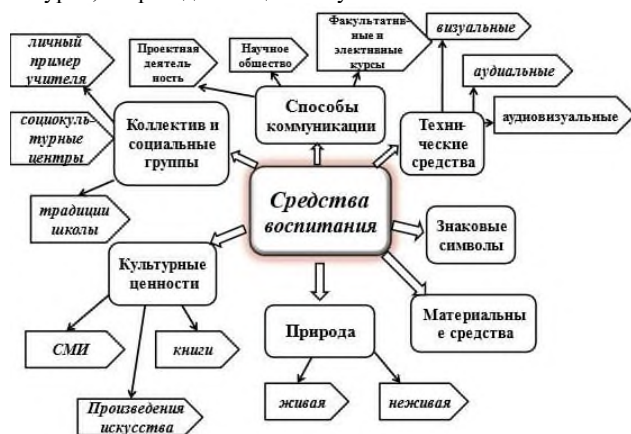 личный
пример
учителя
Проектная
деятель-
ность
Научное
общество
Факультатив-
ные и
элективные
курсы
визуальные
аудиальные
аудиовизуальные
социокуль-
турные
центры
Коллектив и
социальные
группы
Способы
коммуникации
Технические
средства
традиции
школы
Средства
воспитания
Знаковые
символы
Культурные
ценности
Материальны
е средства
Природа
СМИ
книги
Произведения
искусства
живая
неживая